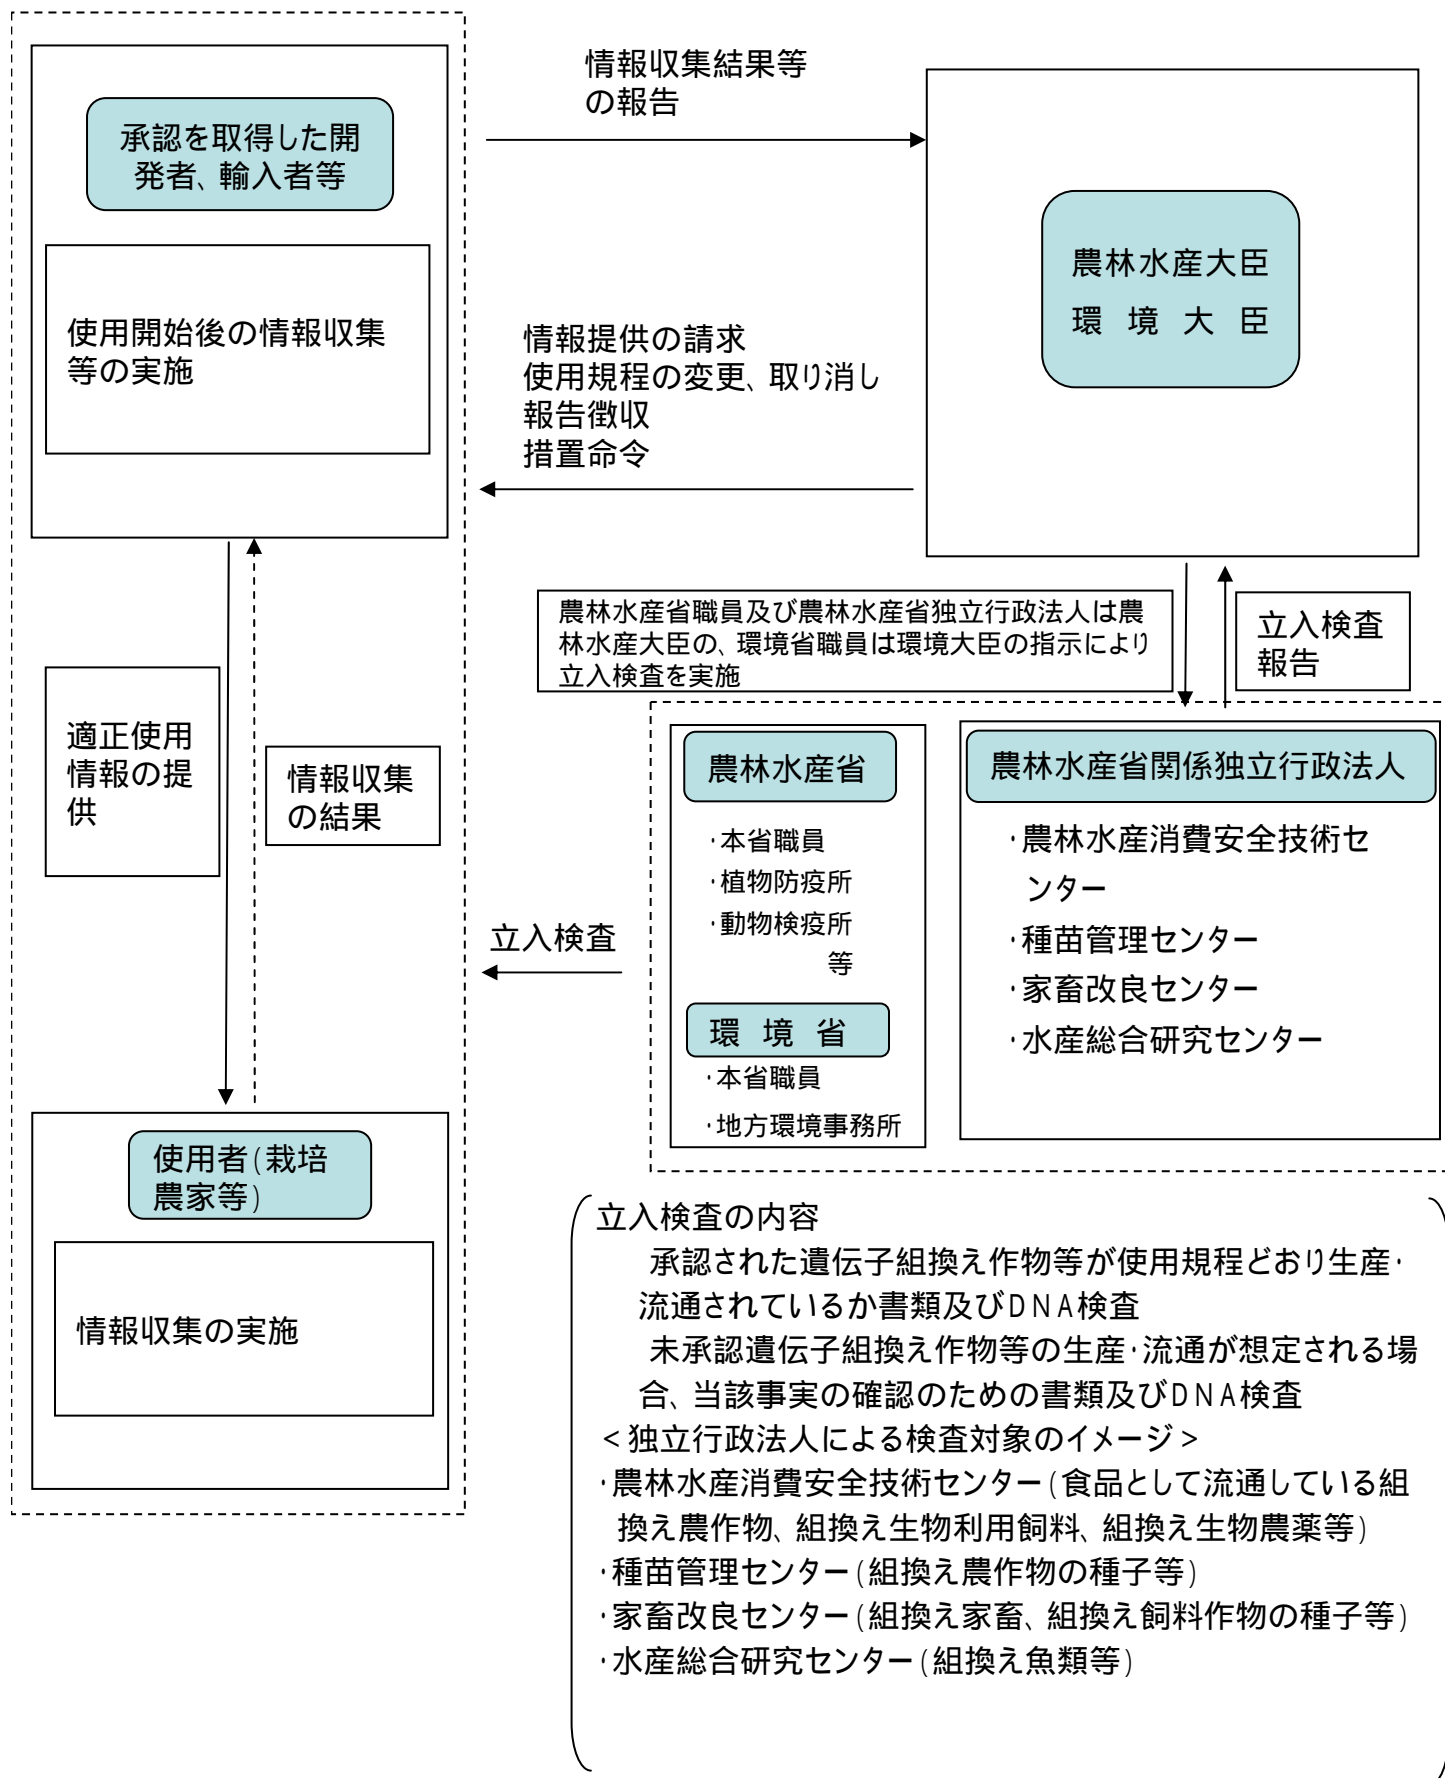 承認を取得した開
発者、輸入者等
使用開始後の情報収集
等の実施
情報収集結果等
の報告
農林水産大臣
環 境 大 臣
情報提供の請求
使用規程の変更、取り消し
報告徴収
措置命令
農林水産省職員及び農林水産省独立行政法人は農
林水産大臣の、環境省職員は環境大臣の指示により
立入検査を実施
立入検査
報告
適正使用
情報の提
供
情報収集
の結果
立入検査
農林水産省
・本省職員
・植物防疫所
・動物検疫所
等
環 境 省
・本省職員
・地方環境事務所
農林水産省関係独立行政法人
・農林水産消費安全技術セ
ンター
・種苗管理センター
・家畜改良センター
・水産総合研究センター
使用者(栽培
農家等)
情報収集の実施
立入検査の内容
承認された遺伝子組換え作物等が使用規程どおり生産・
流通されているか書類及びDNA検査
未承認遺伝子組換え作物等の生産・流通が想定される場
合、当該事実の確認のための書類及びDNA検査
<独立行政法人による検査対象のイメージ>
・農林水産消費安全技術センター(食品として流通している組
換え農作物、組換え生物利用飼料、組換え生物農薬等)
・種苗管理センター(組換え農作物の種子等)
・家畜改良センター(組換え家畜、組換え飼料作物の種子等)
・水産総合研究センター(組換え魚類等)